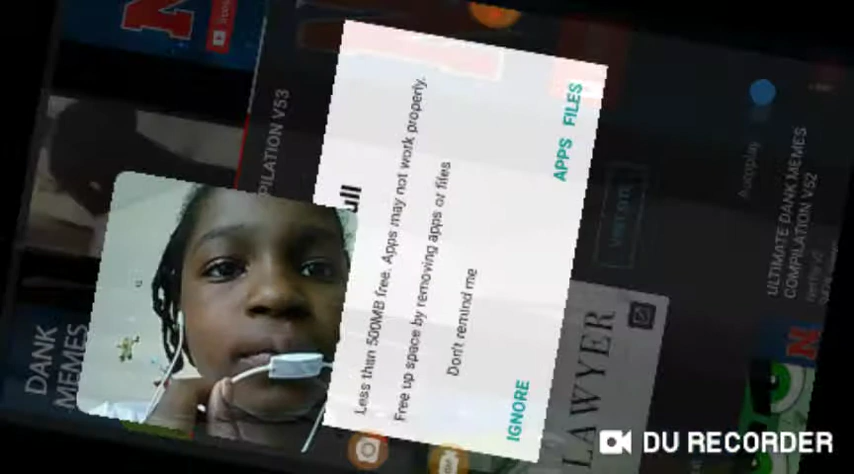 ull
Less than 500MB free. Apps may not work properly.
Free up space by removing apps or files
Don't remind me
IGNORE
APPS
FILES
PILATION V53
DANK
MEMES
LAWYER
Autoplay
ULTIMATE DANK MEMES
COMPILATION V52
DU RECORDER